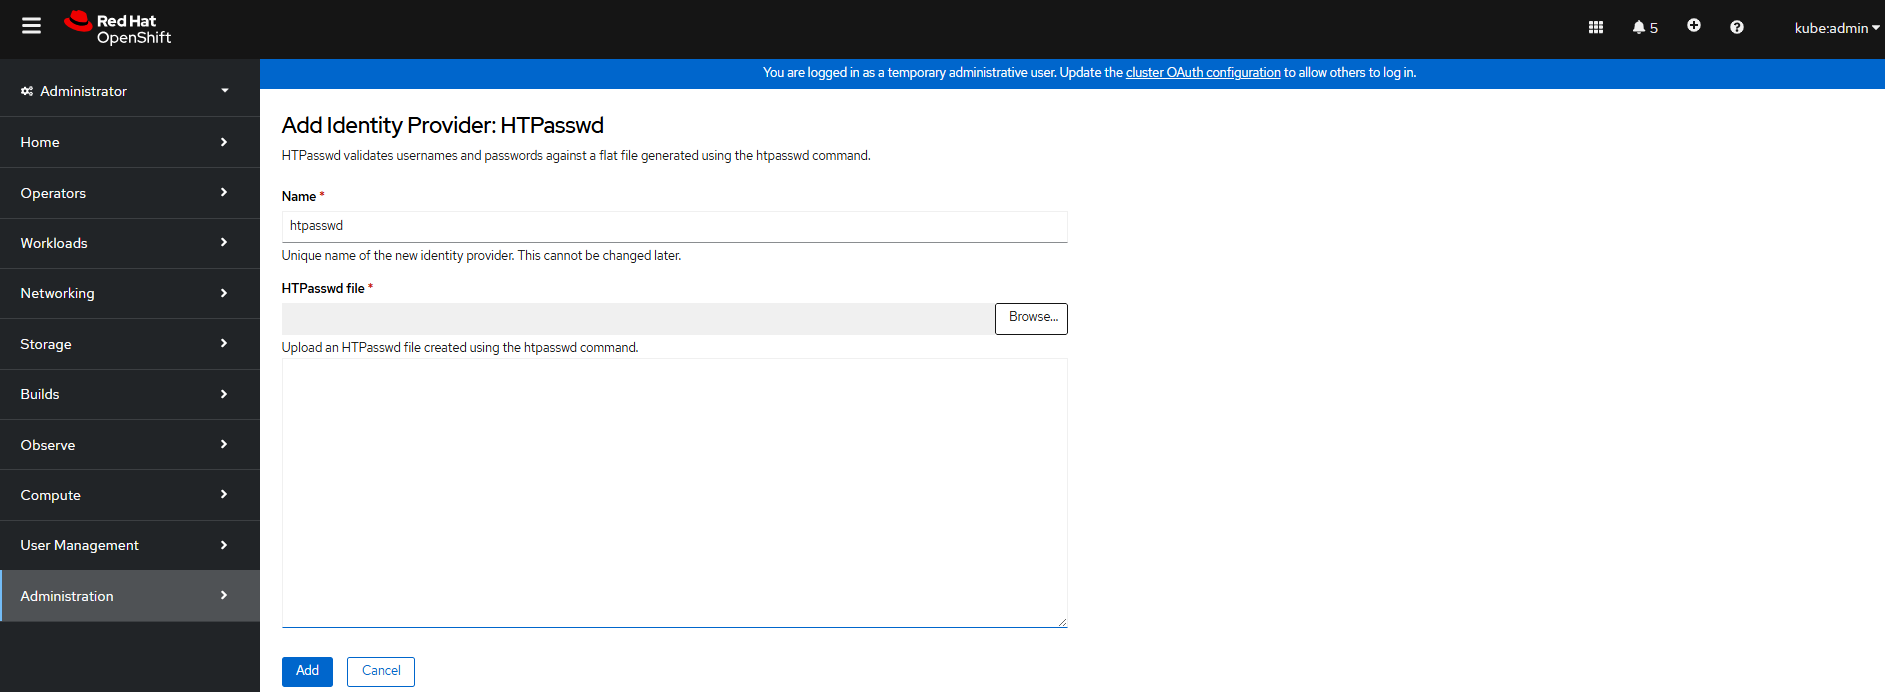 Red Hat
OpenShift
5
kube:admin
Administrator
Home
Operators
Workloads
Networking
Storage
Builds
Observe
Compute
User Management
Administration
You are logged in as a temporary administrative user. Update the cluster OAuth configuration to allow others to log in.
Add Identity Provider: HTPasswd
HTPasswd validates usernames and passwords against a flat file generated using the htpasswd command.
Name *
htpasswd
Unique name of the new identity provider. This cannot be changed later.
HTPasswd file *
Browse...
Upload an HTPasswd file created using the htpasswd command.
Add
Cancel